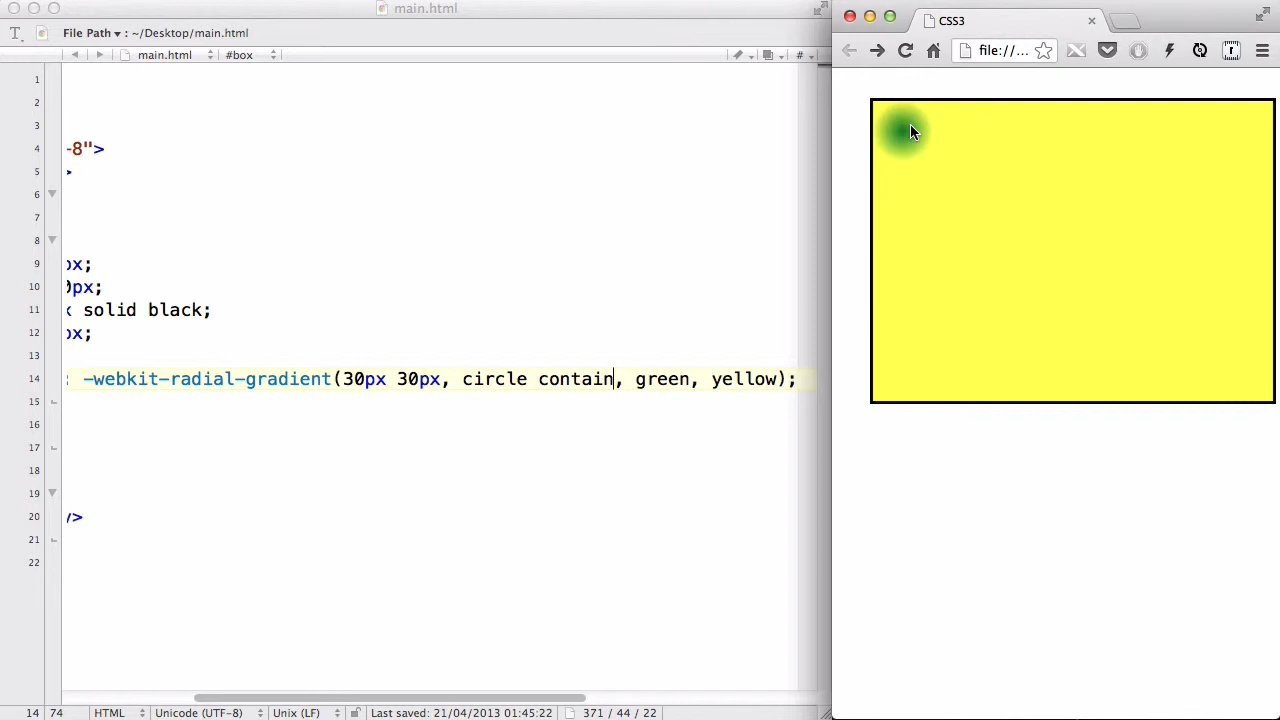 main.html
File Path ▾ : ~/Desktop/main.html
main.html #box #
1
2
3
4 -8">
5 >
6
7
8
9 px;
10 0px;
11 x solid black;
12 px;
13
14 : -webkit-radial-gradient(30px 30px, circle contain, green, yellow);
15
16
17
18
19
20 y>
21
22
14 74 HTML Unicode (UTF-8) Unix (LF) Last saved: 21/04/2013 01:45:22 371 / 44 / 22
CSS3
file://...